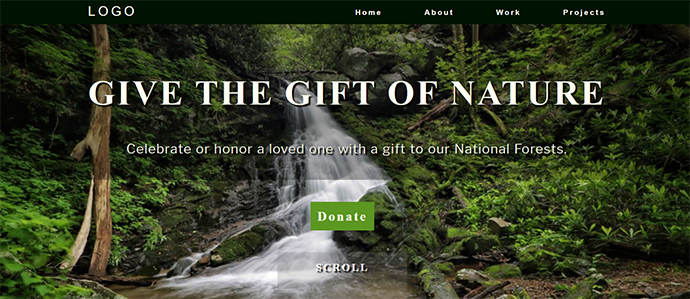 LOGO
Home About Work Projects
GIVE THE GIFT OF NATURE
Celebrate or honor a loved one with a gift to our National Forests.
Donate
SCROLL